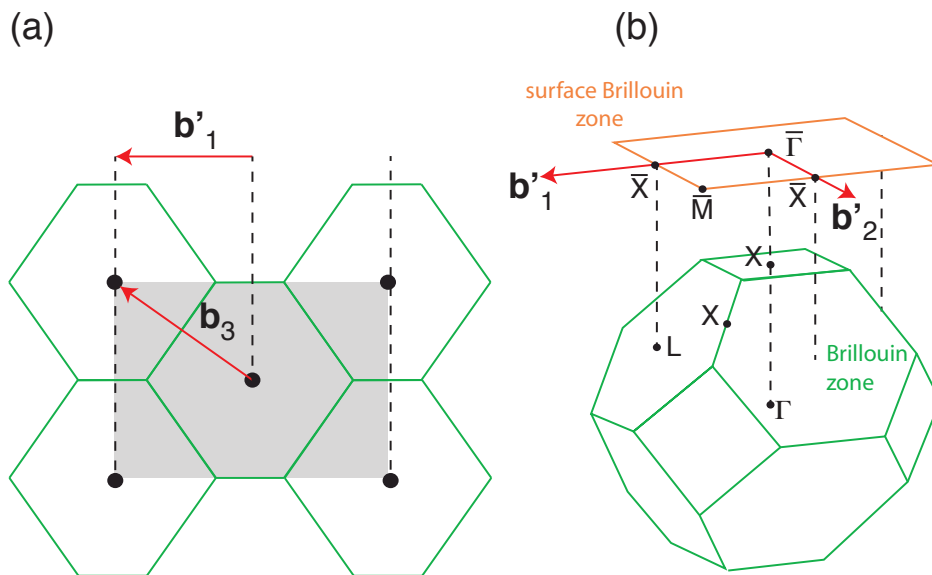 (a)
b'₁
b₃
(b)
surface Brillouin
zone
Γ̅
b'₁
X̅
M̅
X̅
b'₂
X
X
L
Brillouin
zone
Γ